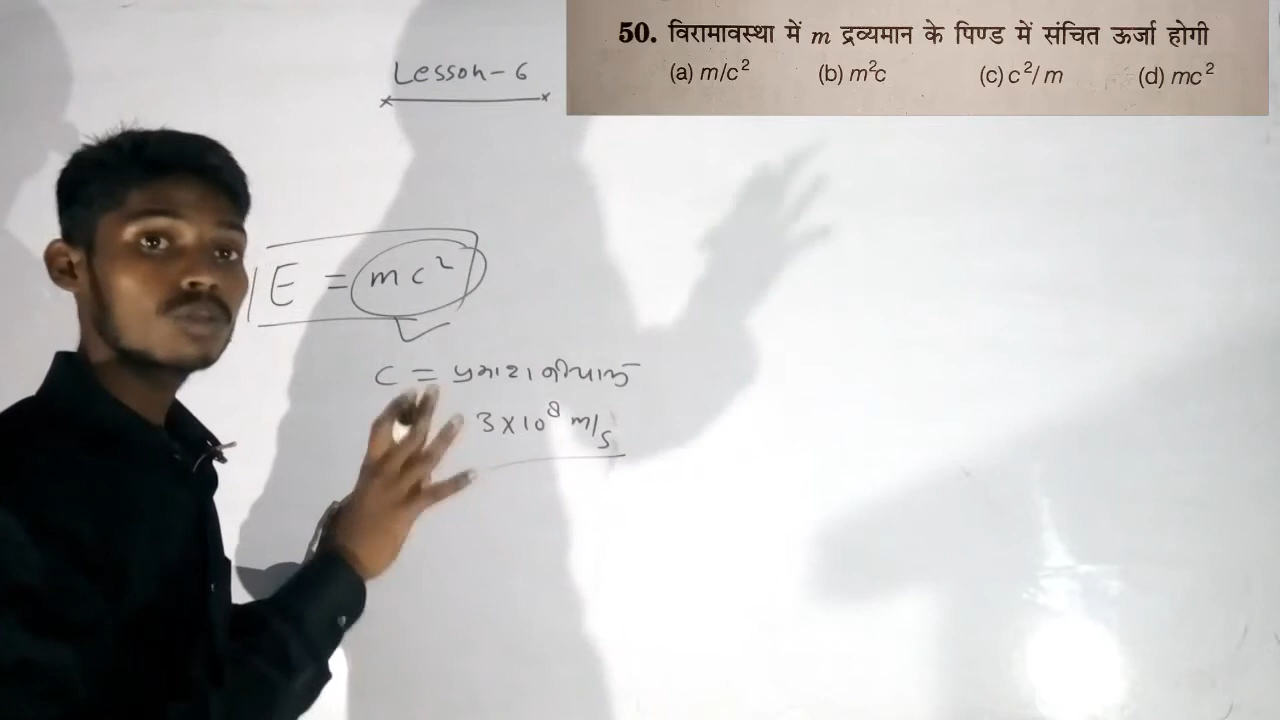 50. विरामावस्था में m द्रव्यमान के पिण्ड में संचित ऊर्जा होगी
(a) m/c² (b) m²c (c) c²/m (d) mc²
Lesson-6
E = mc²
c = प्रकाश की चाल
3×10⁸ m/s